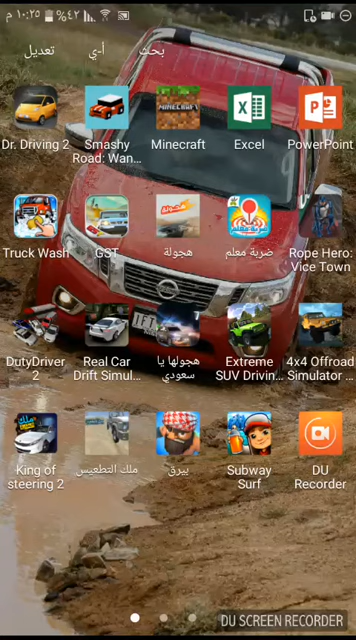 ٤٢% ١٠:٢٥ م
بحث أ-ي تعديل
Dr. Driving 2
Smashy
Road: Wan...
Minecraft
MINECRAFT
Excel
PowerPoint
Truck Wash
GST
هجولة
ضربة معلم
Rope Hero:
Vice Town
DutyDriver
2
Real Car
Drift Simul...
هجولها يا
سعودي
Extreme
SUV Drivin...
4x4 Offroad
Simulator ...
King of
steering 2
ملك التطعيس
بيرق
Subway
Surf
DU
Recorder
DU SCREEN RECORDER